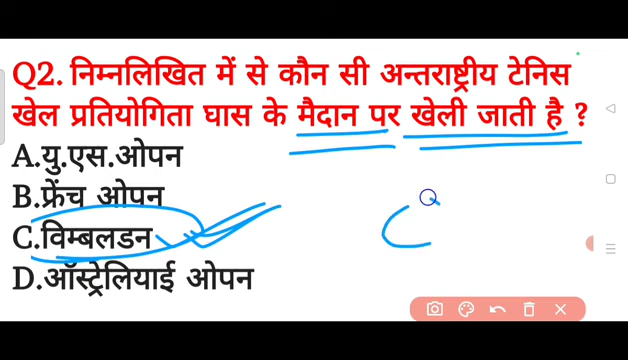 Q2. निम्नलिखित में से कौन सी अन्तराष्ट्रीय टेनिस
खेल प्रतियोगिता घास के मैदान पर खेली जाती है ?
A.यु.एस.ओपन
B.फ्रेंच ओपन
C.विम्बलडन
D.ऑस्ट्रेलियाई ओपन